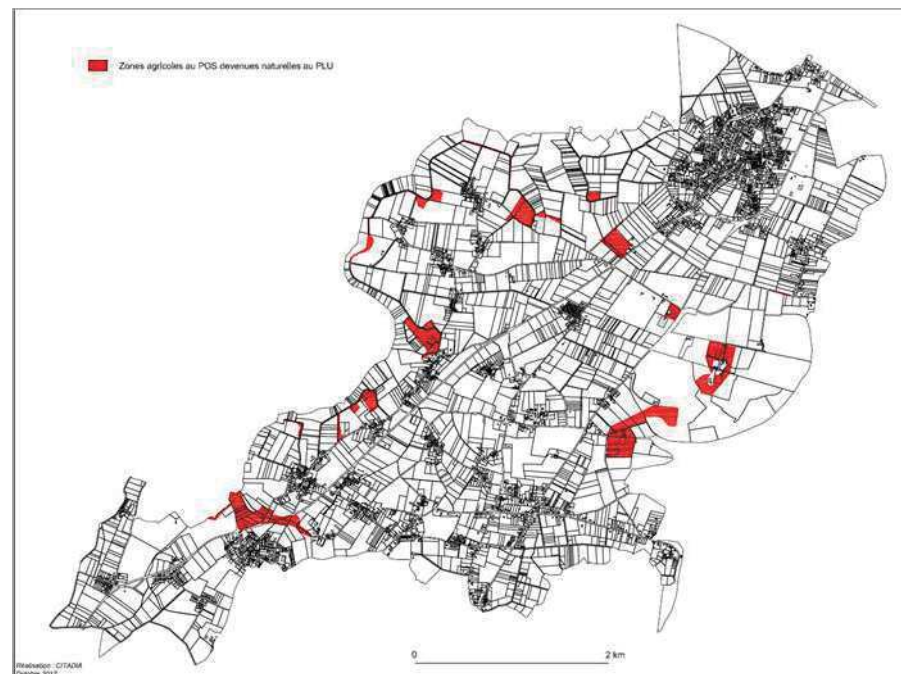 Zones agricoles au POS devenues naturelles au PLU
0 2 km
Réalisation : CITADIA